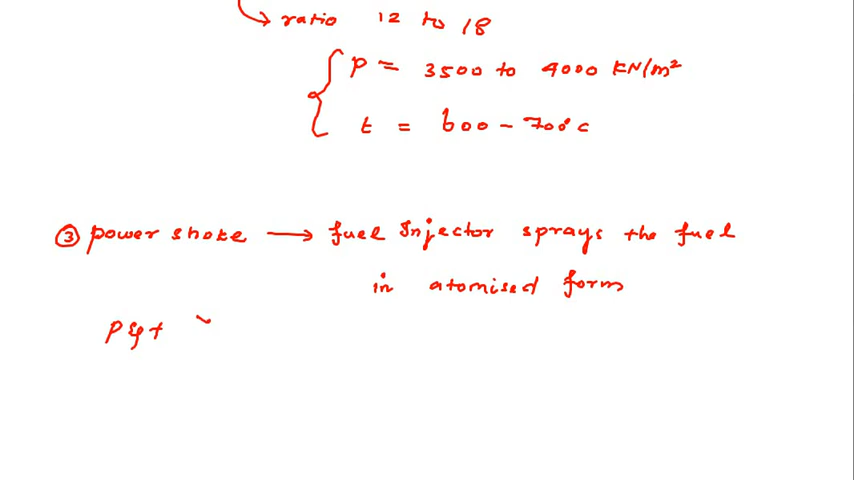 ratio 12 to 18
p = 3500 to 4000 KN/m²
t = 600 - 700°c
③ power stroke → fuel Injector sprays the fuel
in atomised form
p & t